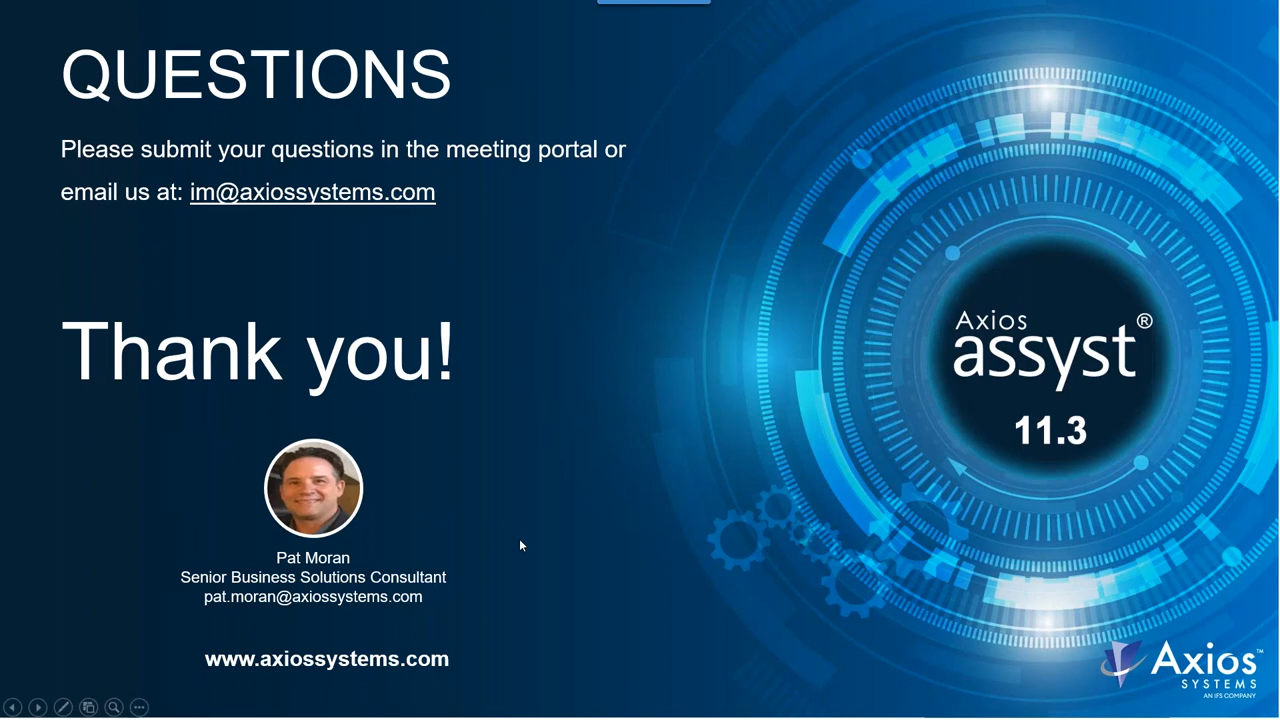 QUESTIONS
Please submit your questions in the meeting portal or
email us at: im@axiossystems.com
Thank you!
Pat Moran
Senior Business Solutions Consultant
pat.moran@axiossystems.com
www.axiossystems.com
Axios
assyst®
11.3
Axios™
SYSTEMS
AN IFS COMPANY